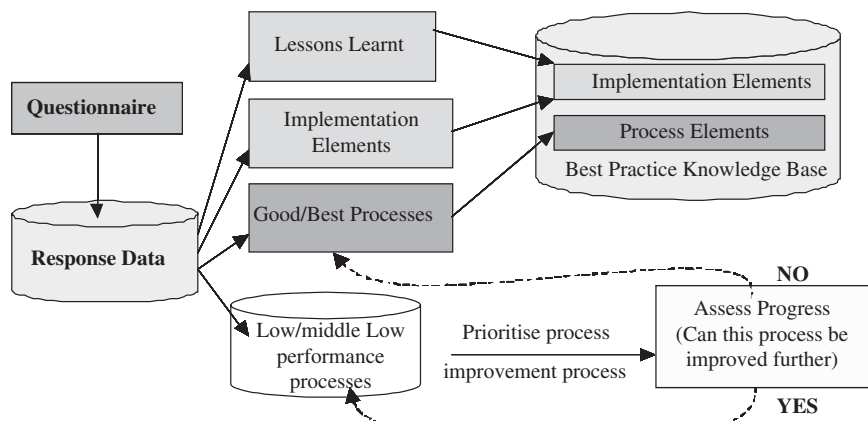 Questionnaire
Response Data
Lessons Learnt
Implementation
Elements
Good/Best Processes
Low/middle Low
performance
processes
Implementation Elements
Process Elements
Best Practice Knowledge Base
Prioritise process
improvement process
NO
Assess Progress
(Can this process be
improved further)
YES